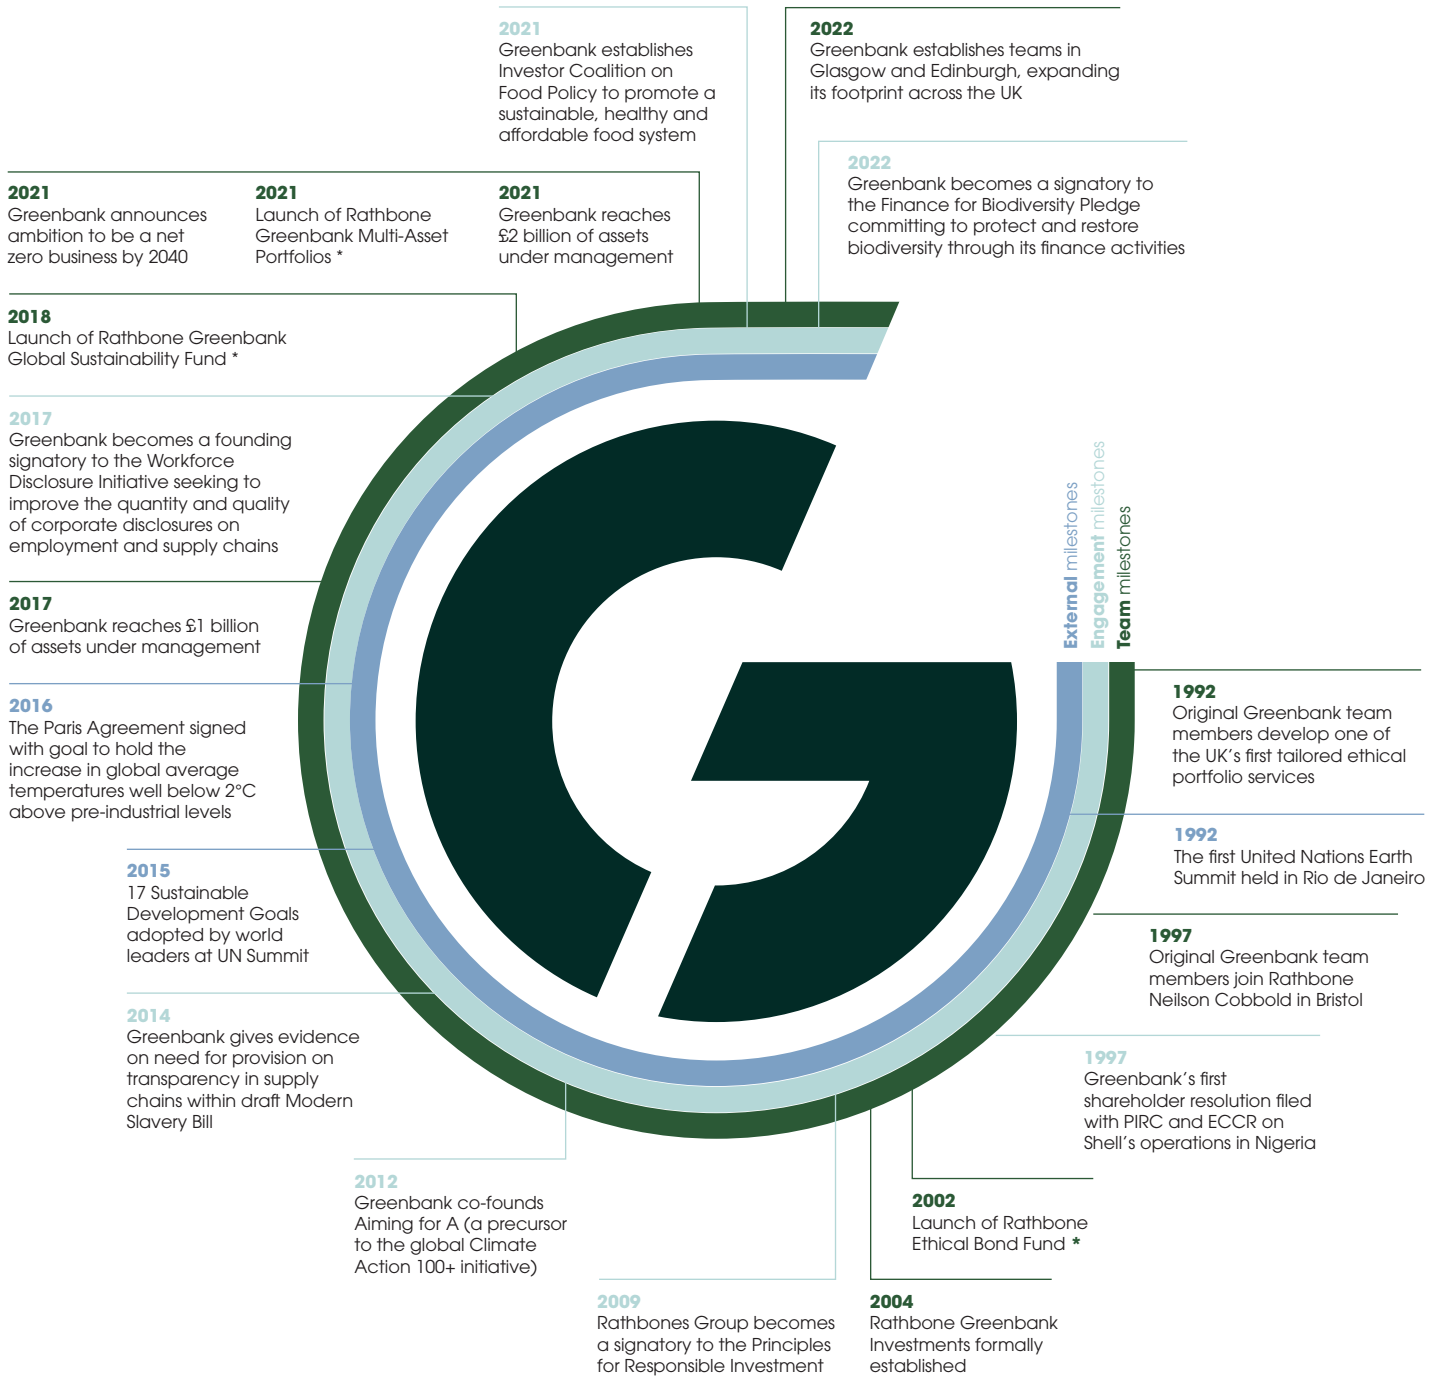 2021
Greenbank establishes
Investor Coalition on
Food Policy to promote a
sustainable, healthy and
affordable food system
2022
Greenbank establishes teams in
Glasgow and Edinburgh, expanding
its footprint across the UK
2022
Greenbank becomes a signatory to
the Finance for Biodiversity Pledge
committing to protect and restore
biodiversity through its finance activities
2021
Greenbank announces
ambition to be a net
zero business by 2040
2021
Launch of Rathbone
Greenbank Multi-Asset
Portfolios *
2021
Greenbank reaches
£2 billion of assets
under management
2018
Launch of Rathbone Greenbank
Global Sustainability Fund *
2017
Greenbank becomes a founding
signatory to the Workforce
Disclosure Initiative seeking to
improve the quantity and quality
of corporate disclosures on
employment and supply chains
2017
Greenbank reaches £1 billion
of assets under management
2016
The Paris Agreement signed
with goal to hold the
increase in global average
temperatures well below 2°C
above pre-industrial levels
2015
17 Sustainable
Development Goals
adopted by world
leaders at UN Summit
2014
Greenbank gives evidence
on need for provision on
transparency in supply
chains within draft Modern
Slavery Bill
2012
Greenbank co-founds
Aiming for A (a precursor
to the global Climate
Action 100+ initiative)
2009
Rathbones Group becomes
a signatory to the Principles
for Responsible Investment
2004
Rathbone Greenbank
Investments formally
established
2002
Launch of Rathbone
Ethical Bond Fund *
1997
Greenbank's first
shareholder resolution filed
with PIRC and ECCR on
Shell's operations in Nigeria
1997
Original Greenbank team
members join Rathbone
Neilson Cobbold in Bristol
1992
The first United Nations Earth
Summit held in Rio de Janeiro
1992
Original Greenbank team
members develop one of
the UK's first tailored ethical
portfolio services
External milestones
Engagement milestones
Team milestones